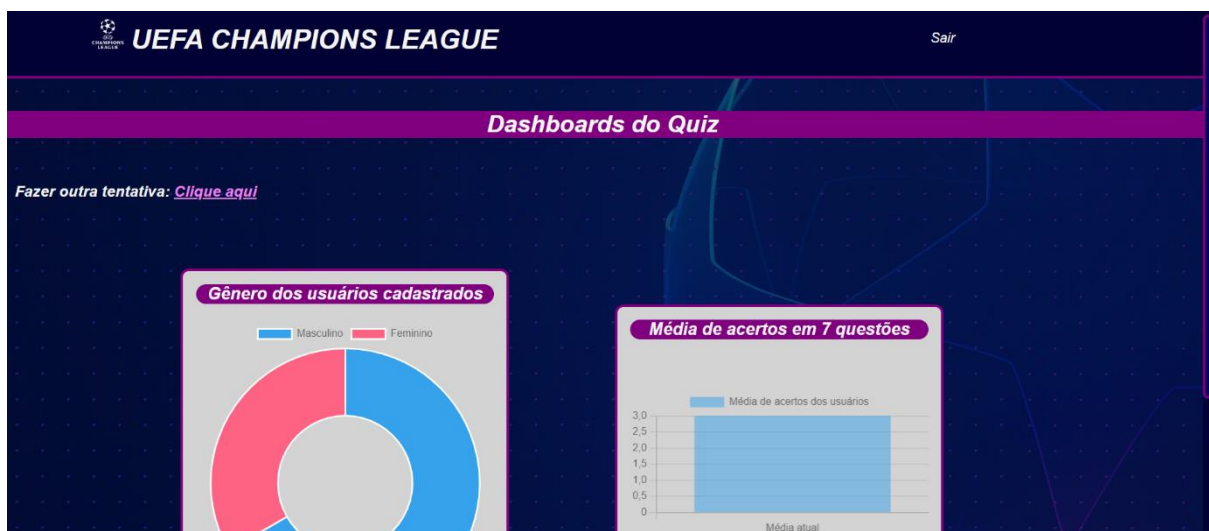 CHAMPIONS
LEAGUE
UEFA CHAMPIONS LEAGUE
Sair
Dashboards do Quiz
Fazer outra tentativa: Clique aqui
Gênero dos usuários cadastrados
Masculino Feminino
Média de acertos em 7 questões
Média de acertos dos usuários
3,0
2,5
2,0
1,5
1,0
0,5
0
Média atual